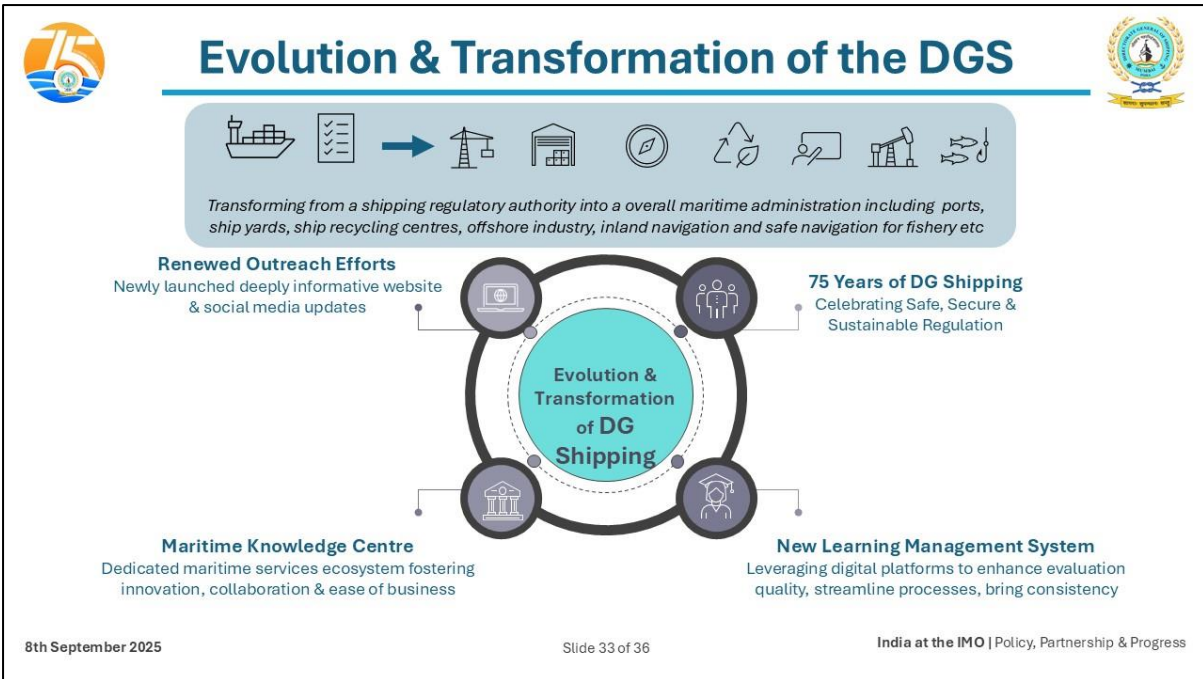 75
Evolution & Transformation of the DGS
Transforming from a shipping regulatory authority into a overall maritime administration including ports,
ship yards, ship recycling centres, offshore industry, inland navigation and safe navigation for fishery etc
Renewed Outreach Efforts
Newly launched deeply informative website
& social media updates
75 Years of DG Shipping
Celebrating Safe, Secure &
Sustainable Regulation
Evolution &
Transformation
of DG
Shipping
Maritime Knowledge Centre
Dedicated maritime services ecosystem fostering
innovation, collaboration & ease of business
New Learning Management System
Leveraging digital platforms to enhance evaluation
quality, streamline processes, bring consistency
8th September 2025
Slide 33 of 36
India at the IMO | Policy, Partnership & Progress